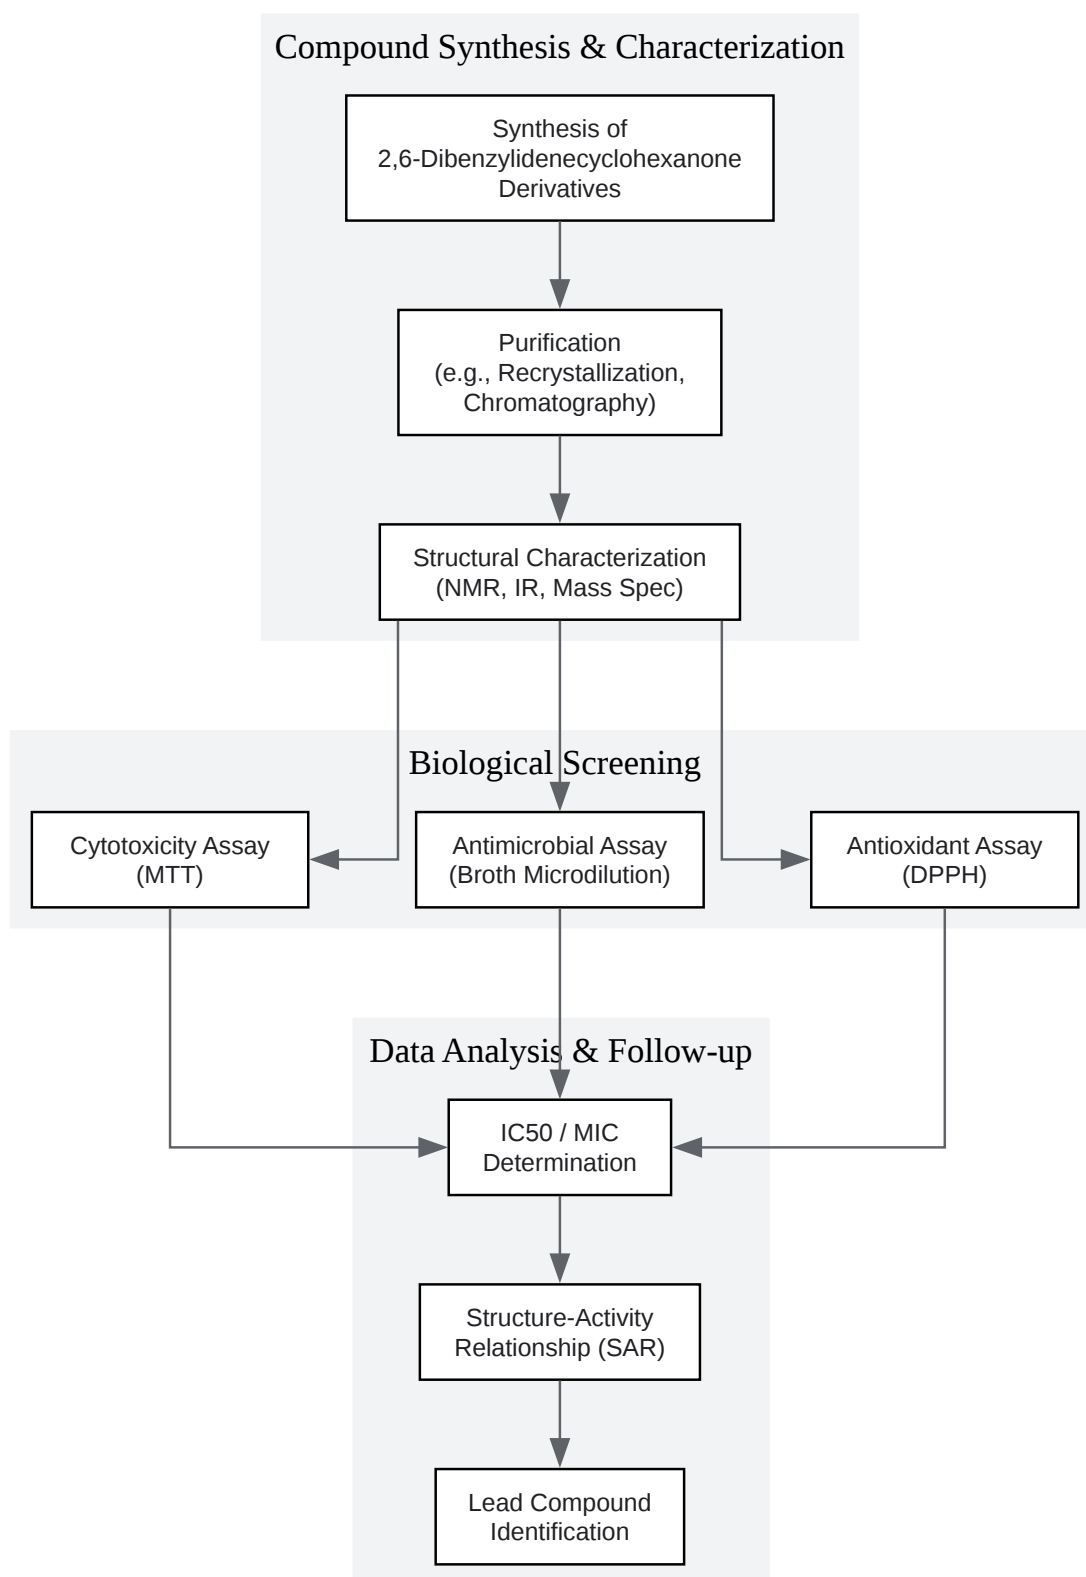 Compound Synthesis & Characterization
Synthesis of
2,6-Dibenzylidenecyclohexanone
Derivatives
Purification
(e.g., Recrystallization,
Chromatography)
Structural Characterization
(NMR, IR, Mass Spec)
Biological Screening
Cytotoxicity Assay
(MTT)
Antimicrobial Assay
(Broth Microdilution)
Antioxidant Assay
(DPPH)
Data Analysis & Follow-up
IC50 / MIC
Determination
Structure-Activity
Relationship (SAR)
Lead Compound
Identification